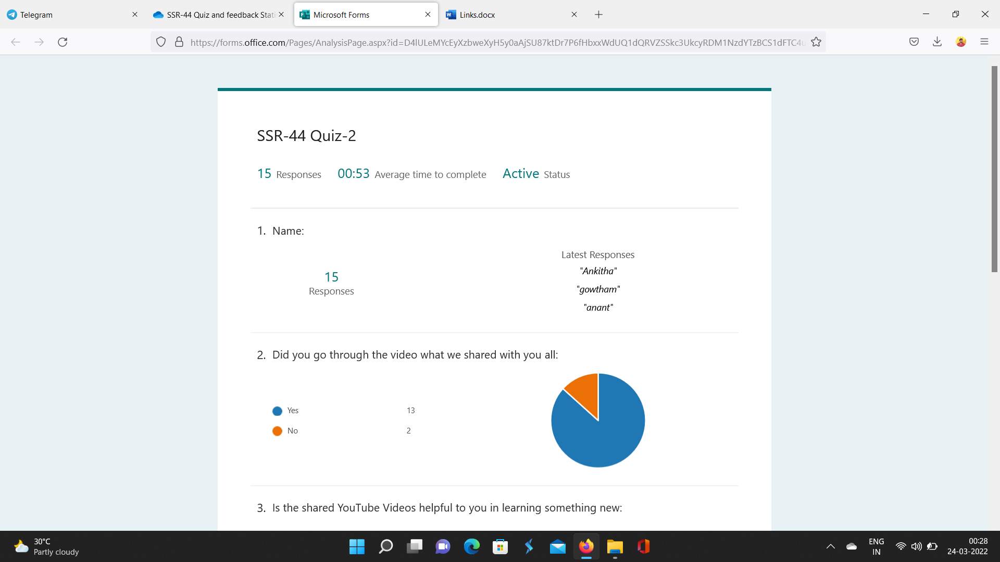 Telegram
SSR-44 Quiz and feedback Stati
Microsoft Forms
Links.docx
https://forms.office.com/Pages/AnalysisPage.aspx?id=D4lULeMYcEyXzbweXyH5y0aAjSU87ktDr7P6fHbxxWdUQ1dQRVZSSkc3UkcyRDM1NzdYTzBCS1dFTC4u
SSR-44 Quiz-2
15 Responses 00:53 Average time to complete Active Status
1. Name:
15
Responses
Latest Responses
"Ankitha"
"gowtham"
"anant"
2. Did you go through the video what we shared with you all:
Yes 13
No 2
3. Is the shared YouTube Videos helpful to you in learning something new:
30°C
Partly cloudy
ENG
IN
00:28
24-03-2022